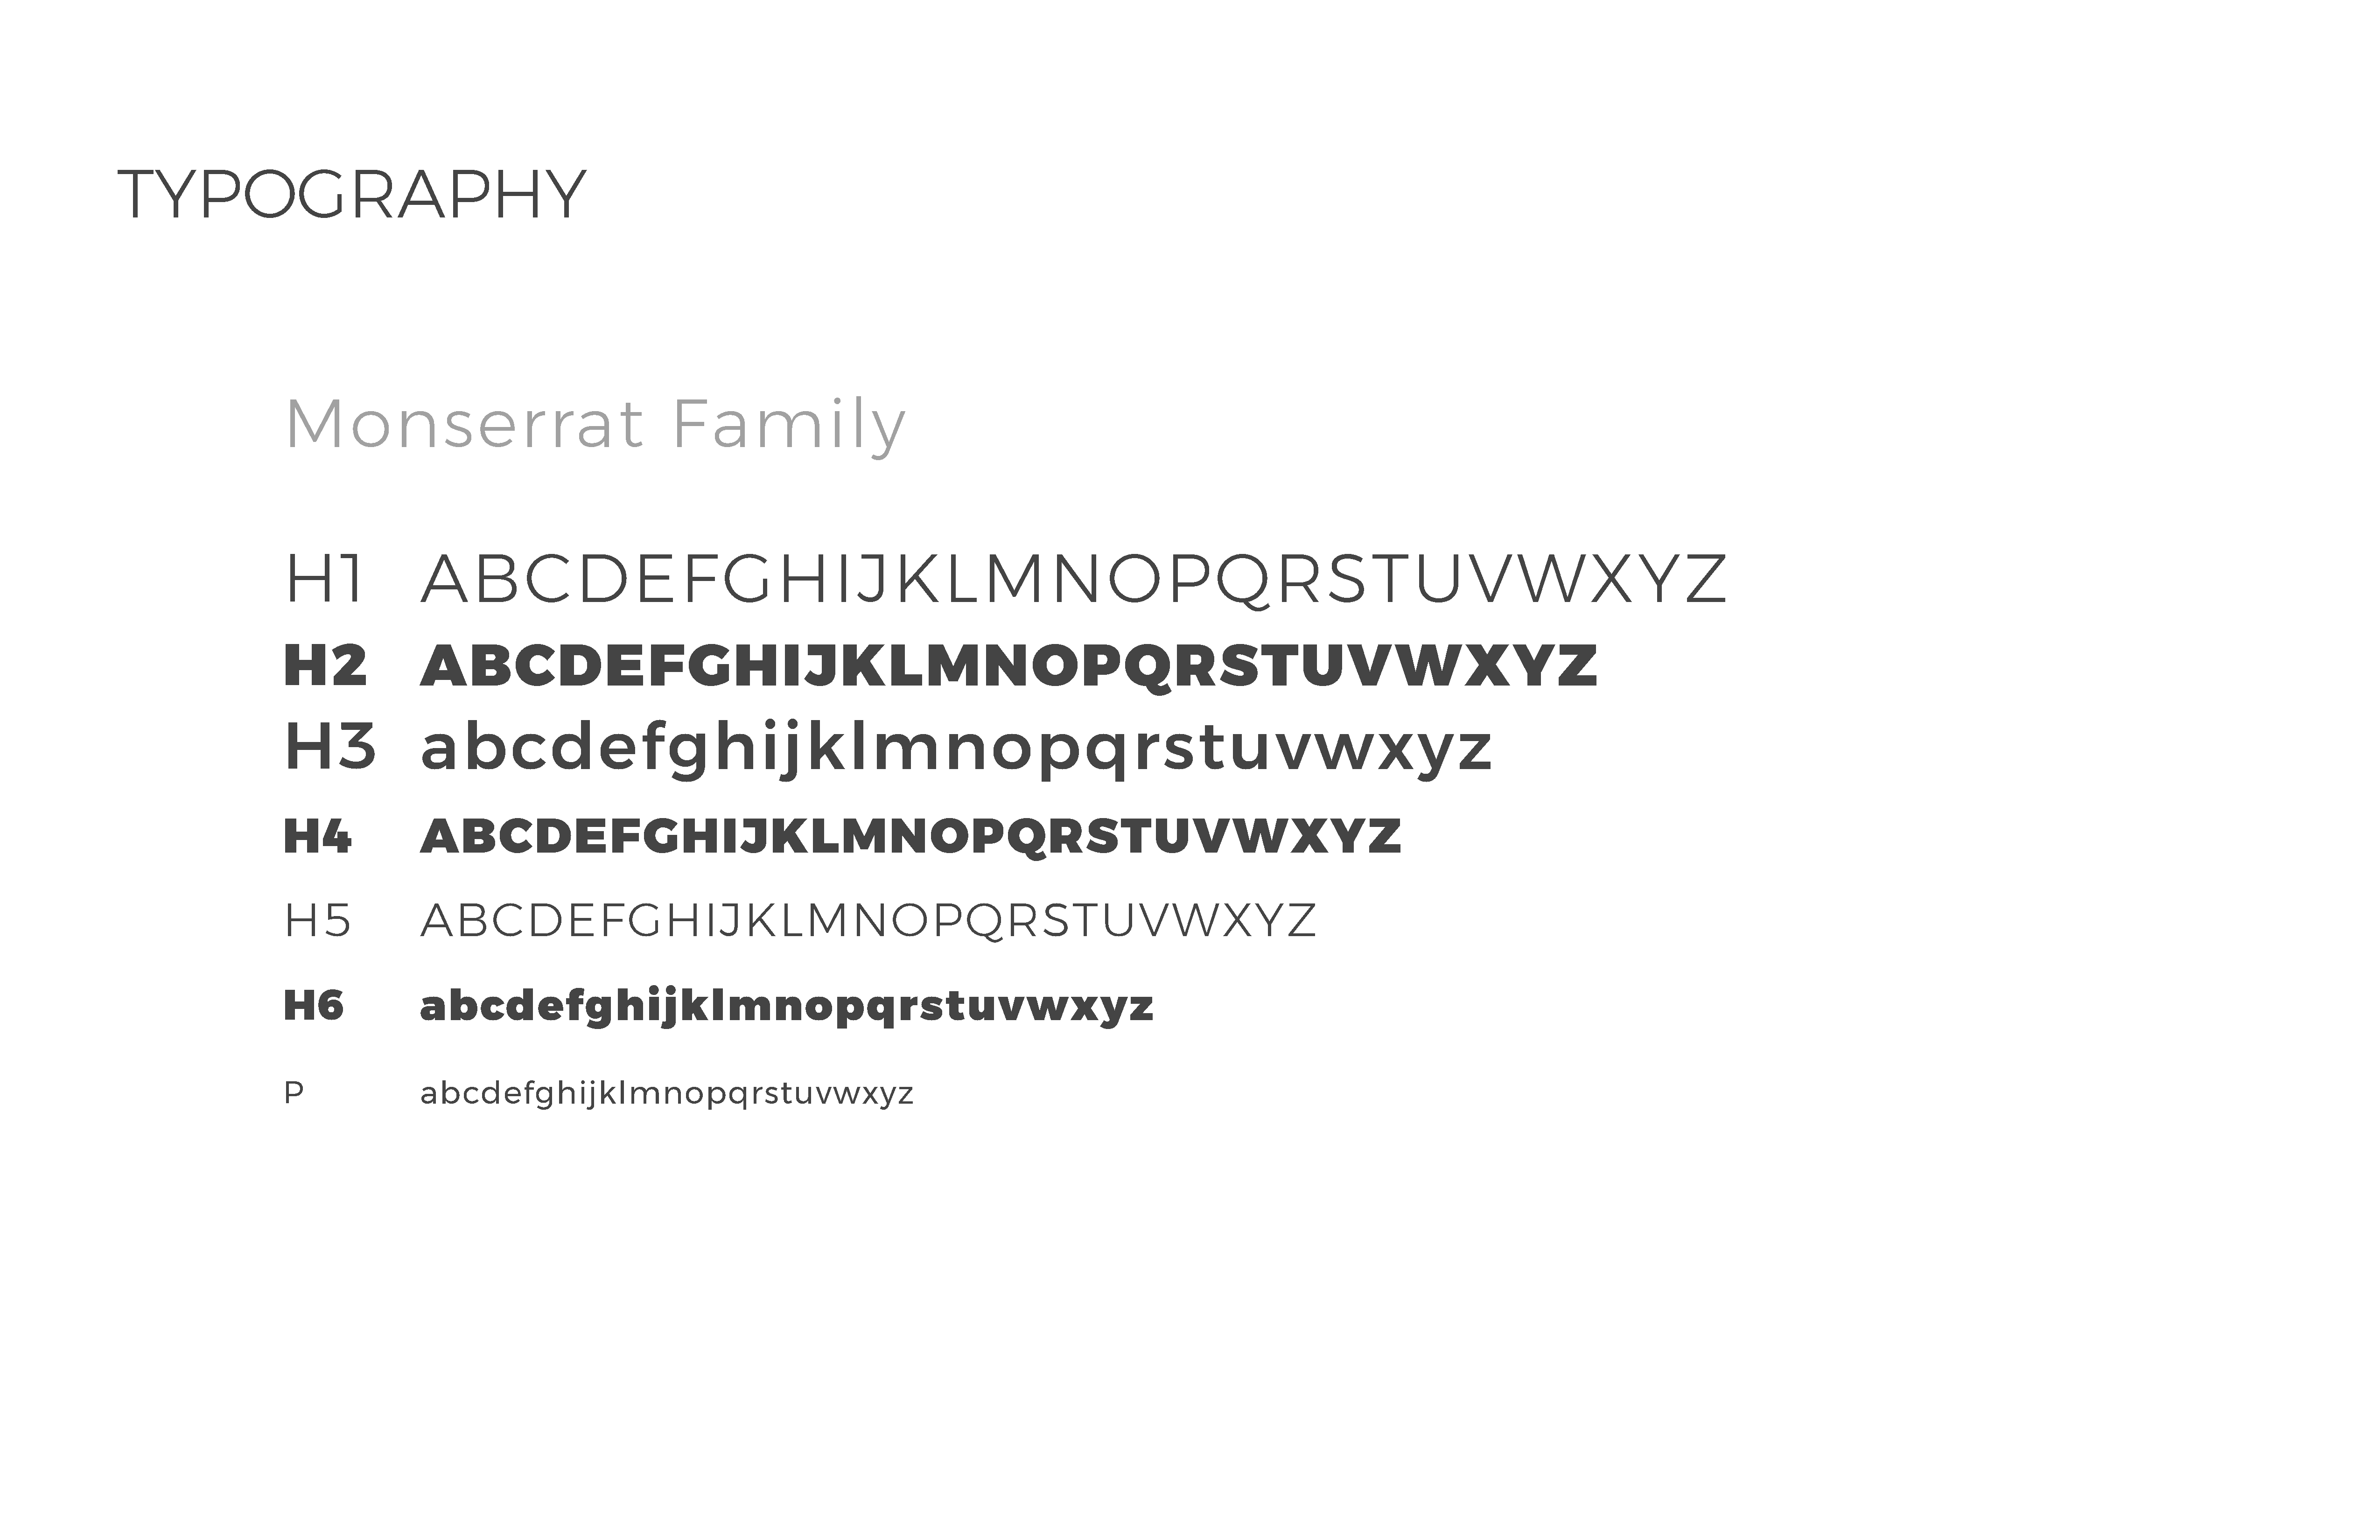 TYPOGRAPHY
Monserrat Family
H1 ABCDEFGHIJKLMNOPQRSTUVWXYZ
H2 ABCDEFGHIJKLMNOPQRSTUVWXYZ
H3 abcdefghijklmnopqrstuvwxyz
H4 ABCDEFGHIJKLMNOPQRSTUVWXYZ
H5 ABCDEFGHIJKLMNOPQRSTUVWXYZ
H6 abcdefghijklmnopqrstuvwxyz
P abcdefghijklmnopqrstuvwxyz